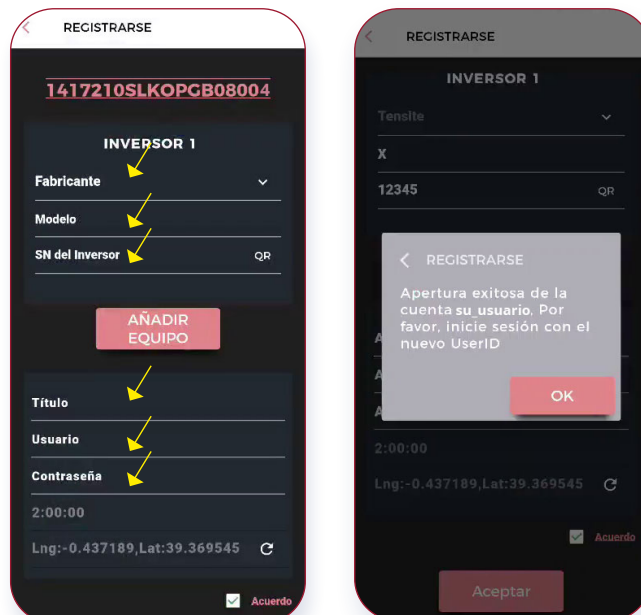 REGISTRARSE
1417210SLKOPGB08004
INVERSOR 1
Fabricante
Modelo
SN del Inversor QR
AÑADIR
EQUIPO
Título
Usuario
Contraseña
2:00:00
Lng:-0.437189,Lat:39.369545
Acuerdo
REGISTRARSE
INVERSOR 1
Tensite
X
12345 QR
REGISTRARSE
Apertura exitosa de la
cuenta su_usuario. Por
favor, inicie sesión con el
nuevo UserID
OK
A
A
A
2:00:00
Lng:-0.437189,Lat:39.369545
Acuerdo
Aceptar